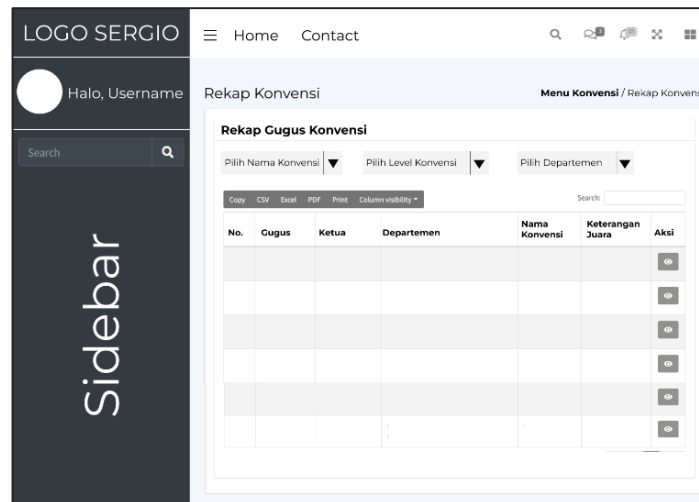 LOGO SERGIO
Home Contact
3
Halo, Username
Search
Sidebar
Rekap Konvensi
Menu Konvensi / Rekap Konvens
Rekap Gugus Konvensi
Pilih Nama Konvensi Pilih Level Konvensi Pilih Departemen
Copy CSV Excel PDF Print Column visibility
Search:
No. Gugus Ketua Departemen Nama Konvensi Keterangan Juara Aksi